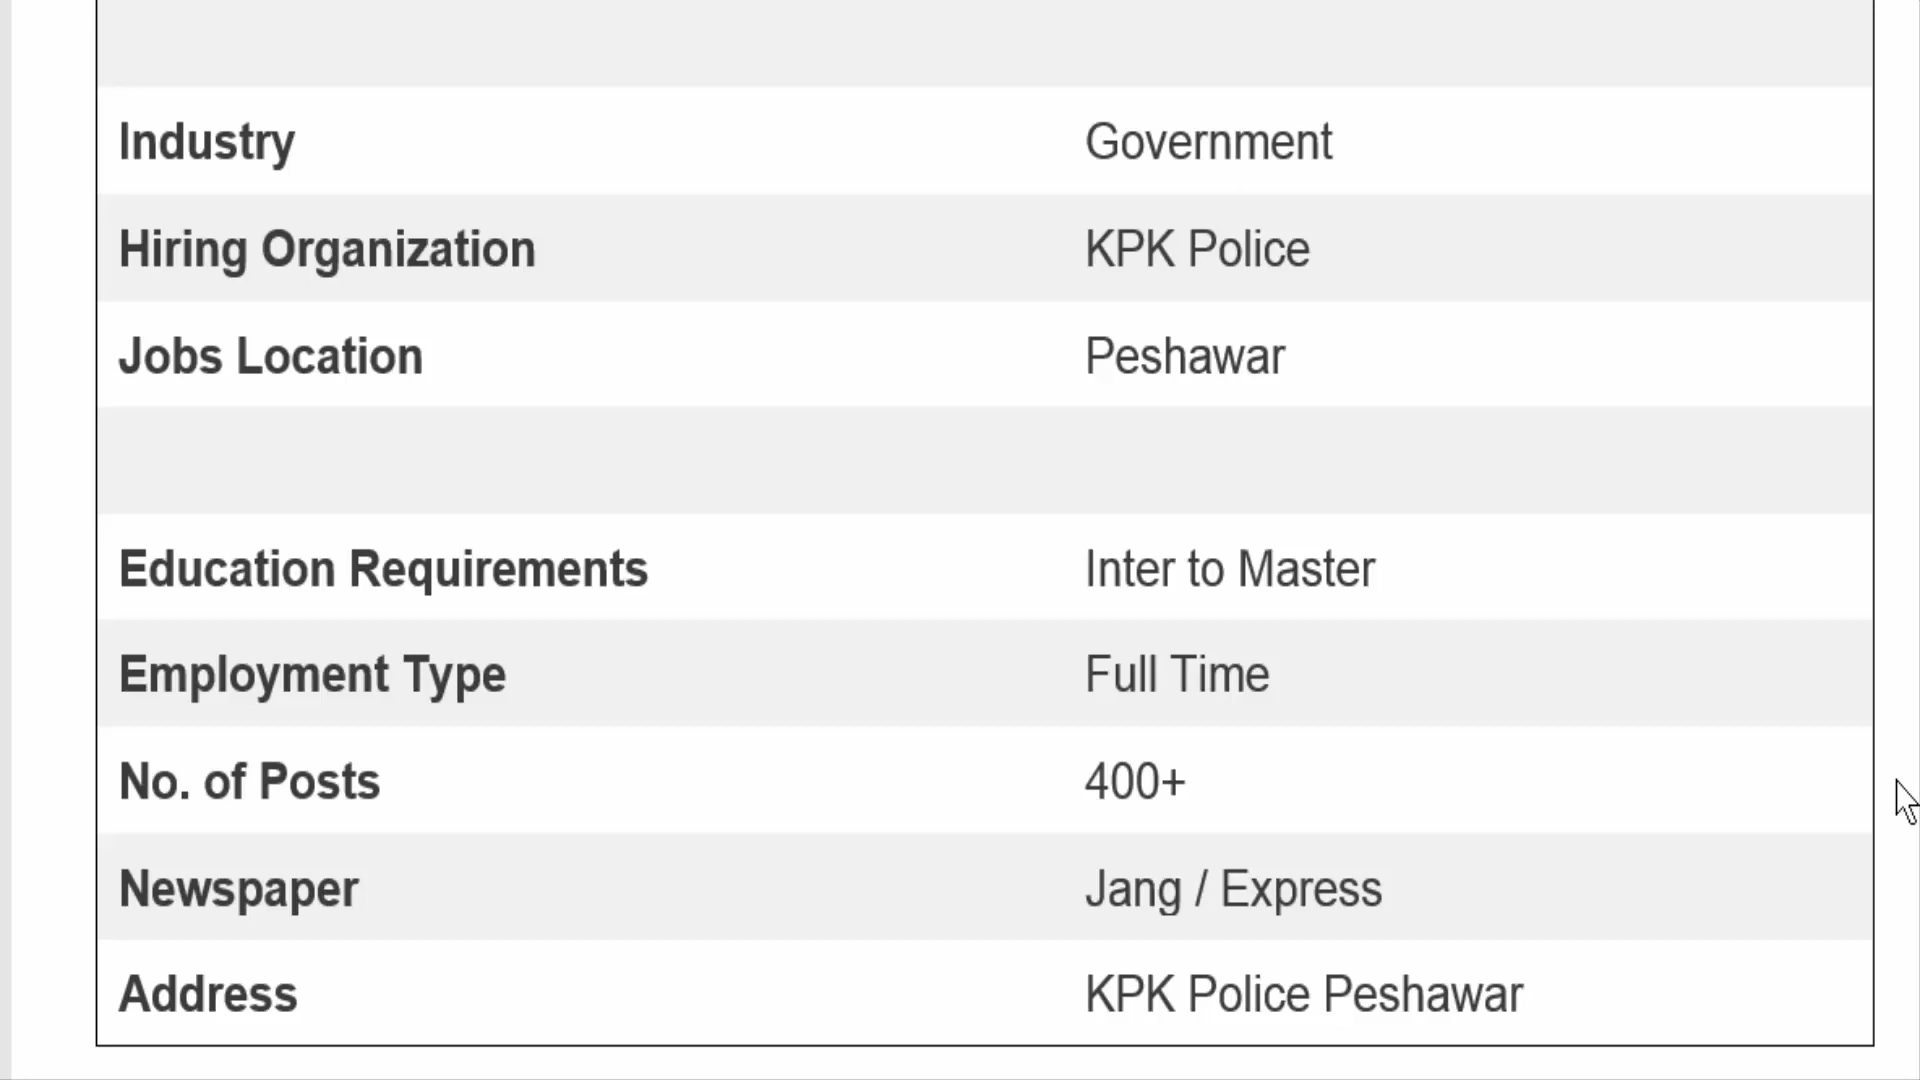 Industry Government
Hiring Organization KPK Police
Jobs Location Peshawar
Education Requirements Inter to Master
Employment Type Full Time
No. of Posts 400+
Newspaper Jang / Express
Address KPK Police Peshawar